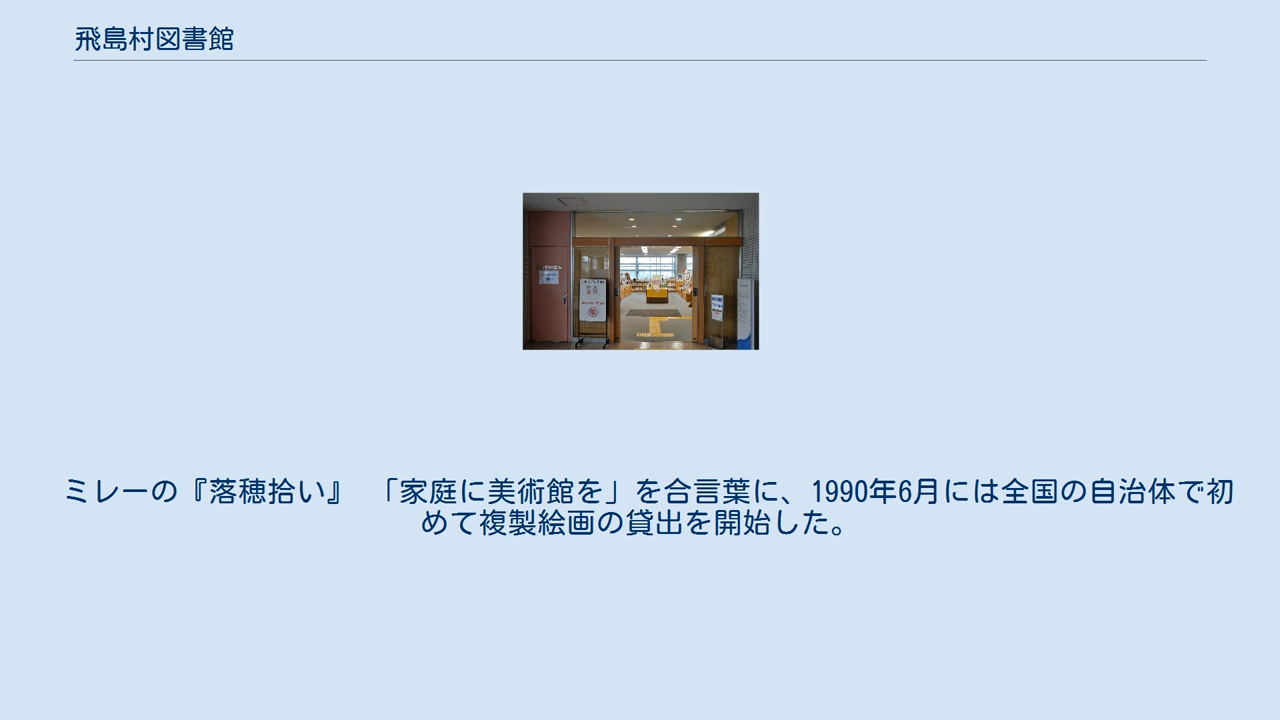 飛島村図書館
ミレーの『落穂拾い』　「家庭に美術館を」を合言葉に、1990年6月には全国の自治体で初
めて複製絵画の貸出を開始した。